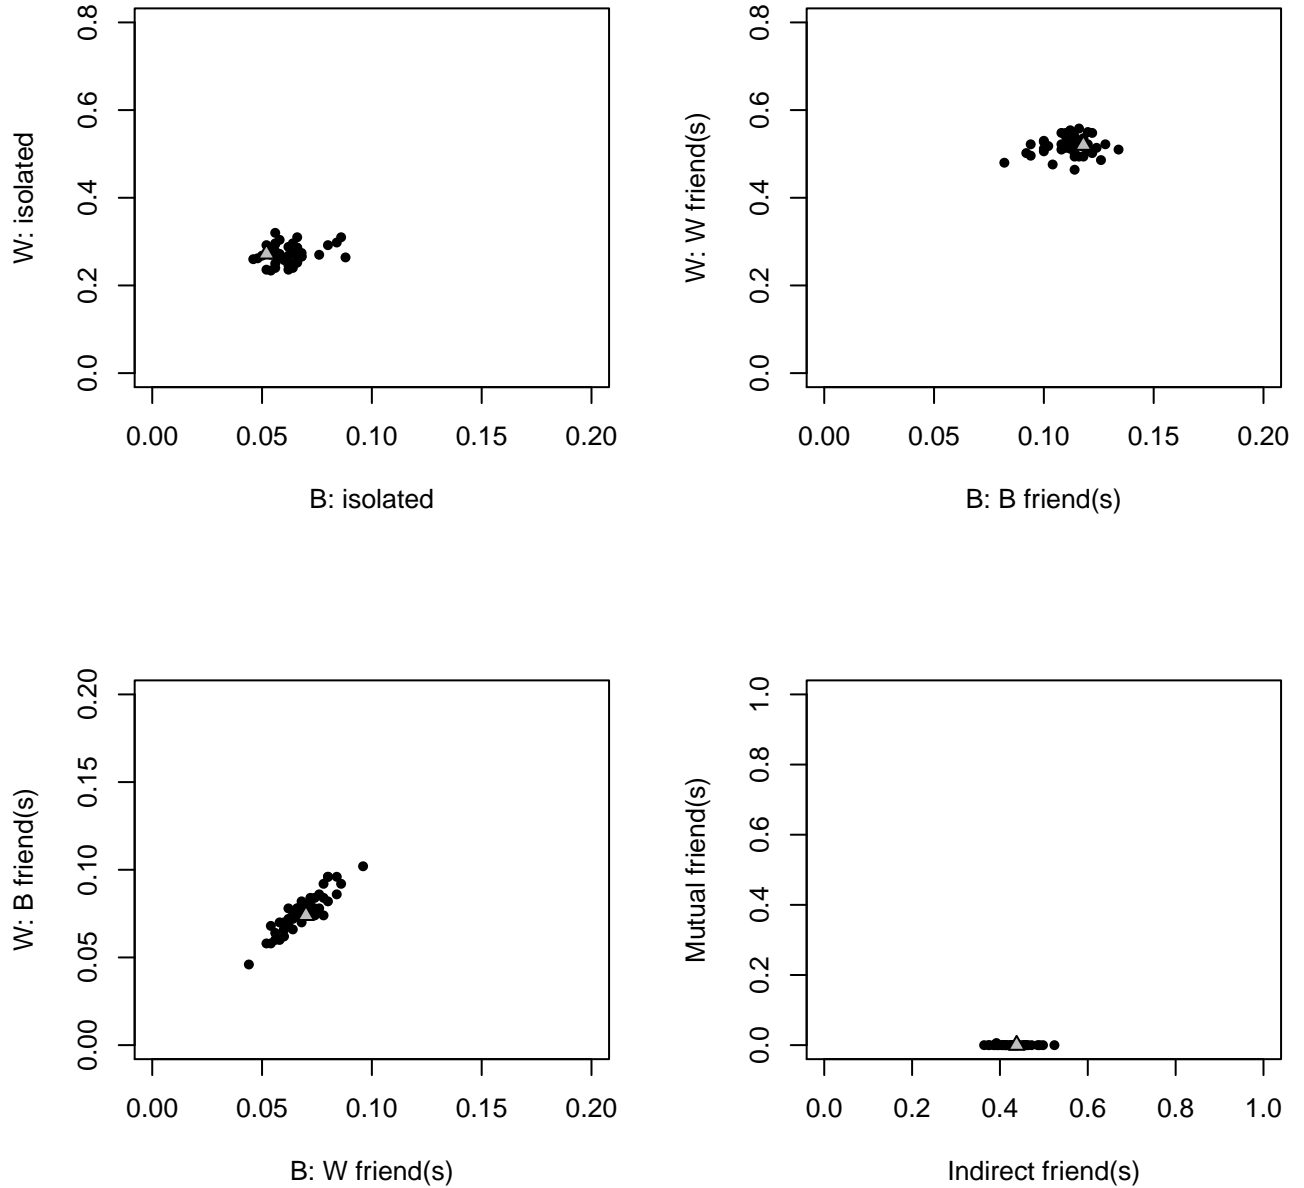 0.8
0.6
0.4
0.2
0.0
W: isolated
0.00 0.05 0.10 0.15 0.20
B: isolated
0.8
0.6
0.4
0.2
0.0
W: W friend(s)
0.00 0.05 0.10 0.15 0.20
B: B friend(s)
0.20
0.15
0.10
0.05
0.00
W: B friend(s)
0.00 0.05 0.10 0.15 0.20
B: W friend(s)
1.0
0.8
0.6
0.4
0.2
0.0
Mutual friend(s)
0.0 0.2 0.4 0.6 0.8 1.0
Indirect friend(s)